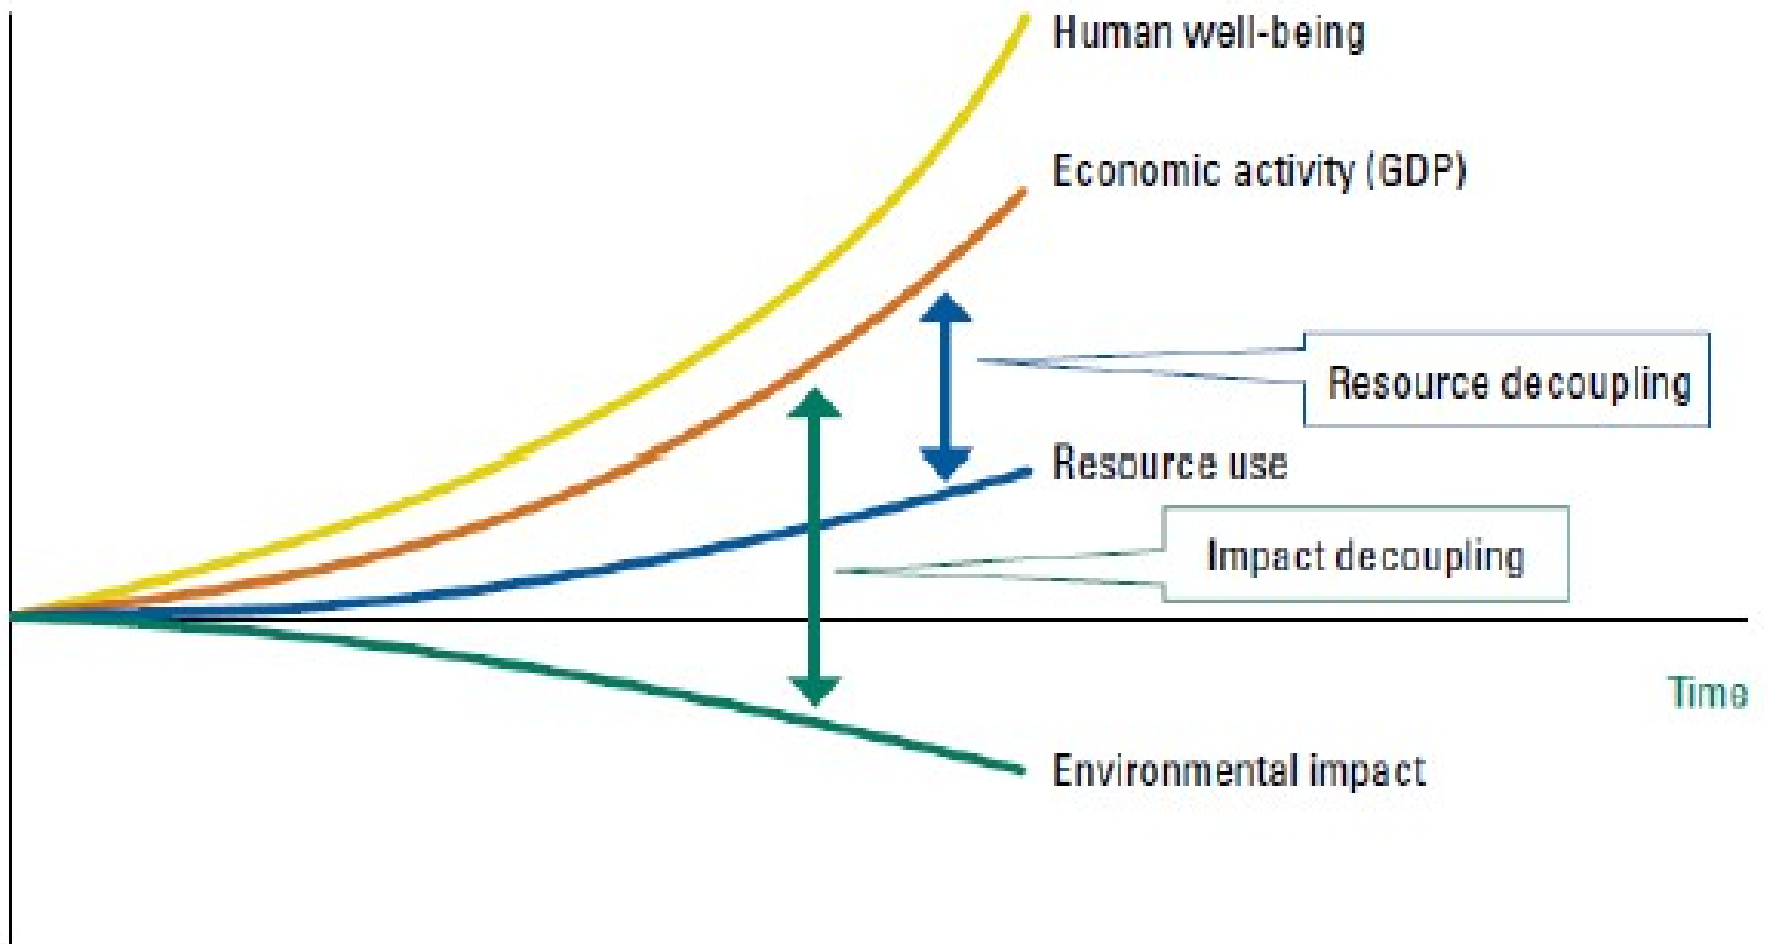 Human well-being
Economic activity (GDP)
Resource decoupling
Resource use
Impact decoupling
Time
Environmental impact